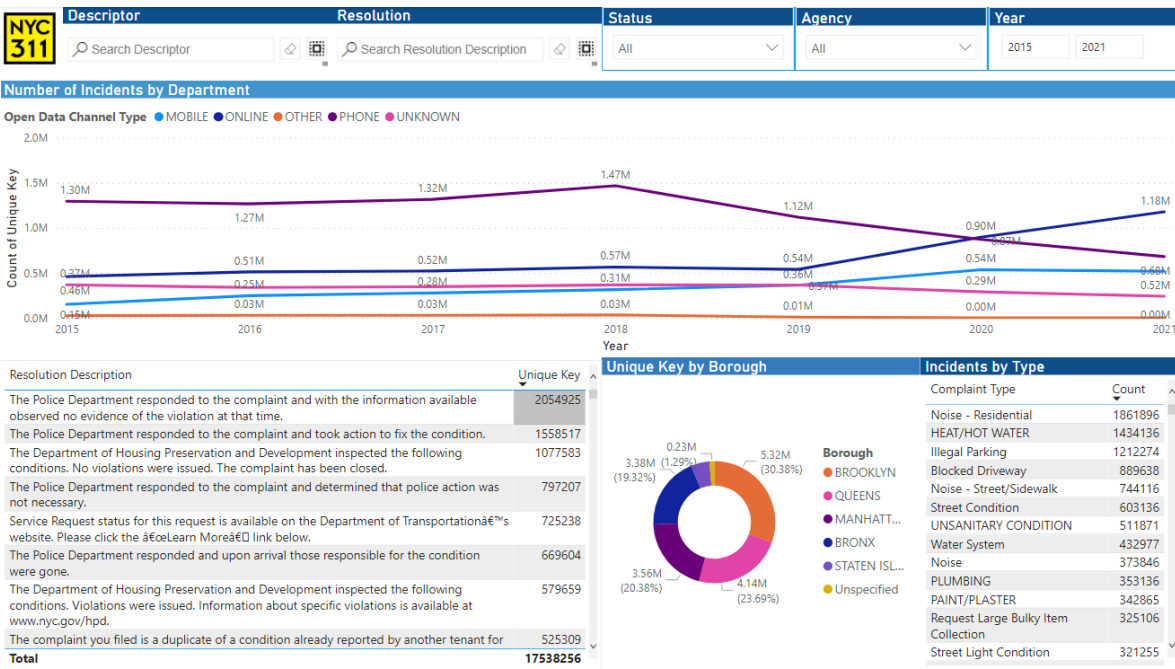 NYC
311
Descriptor
Search Descriptor
Resolution
Search Resolution Description
Status
All
Agency
All
Year
2015 2021
Number of Incidents by Department
Open Data Channel Type MOBILE ONLINE OTHER PHONE UNKNOWN
Count of Unique Key
2.0M
1.5M
1.0M
0.5M
0.0M
1.30M
1.27M
1.32M
1.47M
1.12M
0.90M
0.87M
1.18M
0.37M
0.46M
0.15M
0.51M
0.25M
0.03M
0.52M
0.28M
0.03M
0.57M
0.31M
0.03M
0.54M
0.36M
0.37M
0.01M
0.54M
0.29M
0.00M
0.68M
0.52M
0.00M
2015 2016 2017 2018 2019 2020 2021
Year
Resolution Description Unique Key
The Police Department responded to the complaint and with the information available 2054925
observed no evidence of the violation at that time.
The Police Department responded to the complaint and took action to fix the condition. 1558517
The Department of Housing Preservation and Development inspected the following 1077583
conditions. No violations were issued. The complaint has been closed.
The Police Department responded to the complaint and determined that police action was 797207
not necessary.
Service Request status for this request is available on the Department of Transportationâ€™s 725238
website. Please click the â€œLearn Moreâ€ link below.
The Police Department responded and upon arrival those responsible for the condition 669604
were gone.
The Department of Housing Preservation and Development inspected the following 579659
conditions. Violations were issued. Information about specific violations is available at
www.nyc.gov/hpd.
The complaint you filed is a duplicate of a condition already reported by another tenant for 525309
Total 17538256
Unique Key by Borough
0.23M
(1.29%)
5.32M
(30.38%)
3.38M
(19.32%)
3.56M
(20.38%)
4.14M
(23.69%)
Borough
BROOKLYN
QUEENS
MANHATT...
BRONX
STATEN ISL...
Unspecified
Incidents by Type
Complaint Type Count
Noise - Residential 1861896
HEAT/HOT WATER 1434136
Illegal Parking 1212274
Blocked Driveway 889638
Noise - Street/Sidewalk 744116
Street Condition 603136
UNSANITARY CONDITION 511871
Water System 432977
Noise 373846
PLUMBING 353136
PAINT/PLASTER 342865
Request Large Bulky Item 325106
Collection
Street Light Condition 321255